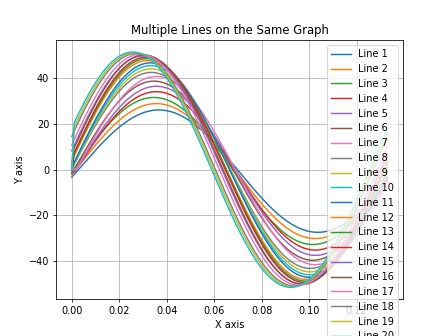 Multiple Lines on the Same Graph
Y axis
40
20
0
−20
−40
0.00
0.02
0.04
0.06
0.08
0.10
X axis
Line 1
Line 2
Line 3
Line 4
Line 5
Line 6
Line 7
Line 8
Line 9
Line 10
Line 11
Line 12
Line 13
Line 14
Line 15
Line 16
Line 17
Line 18
Line 19
Line 20